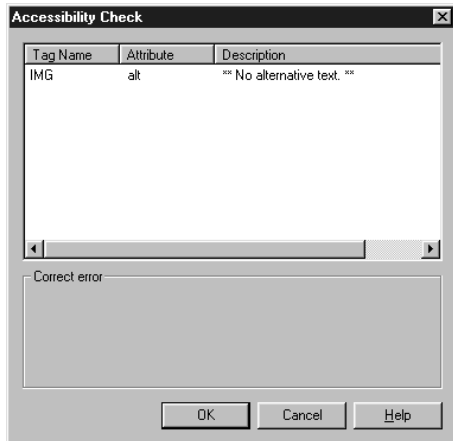 Accessibility Check
Tag Name Attribute Description
IMG alt ** No alternative text. **
Correct error
OK Cancel Help